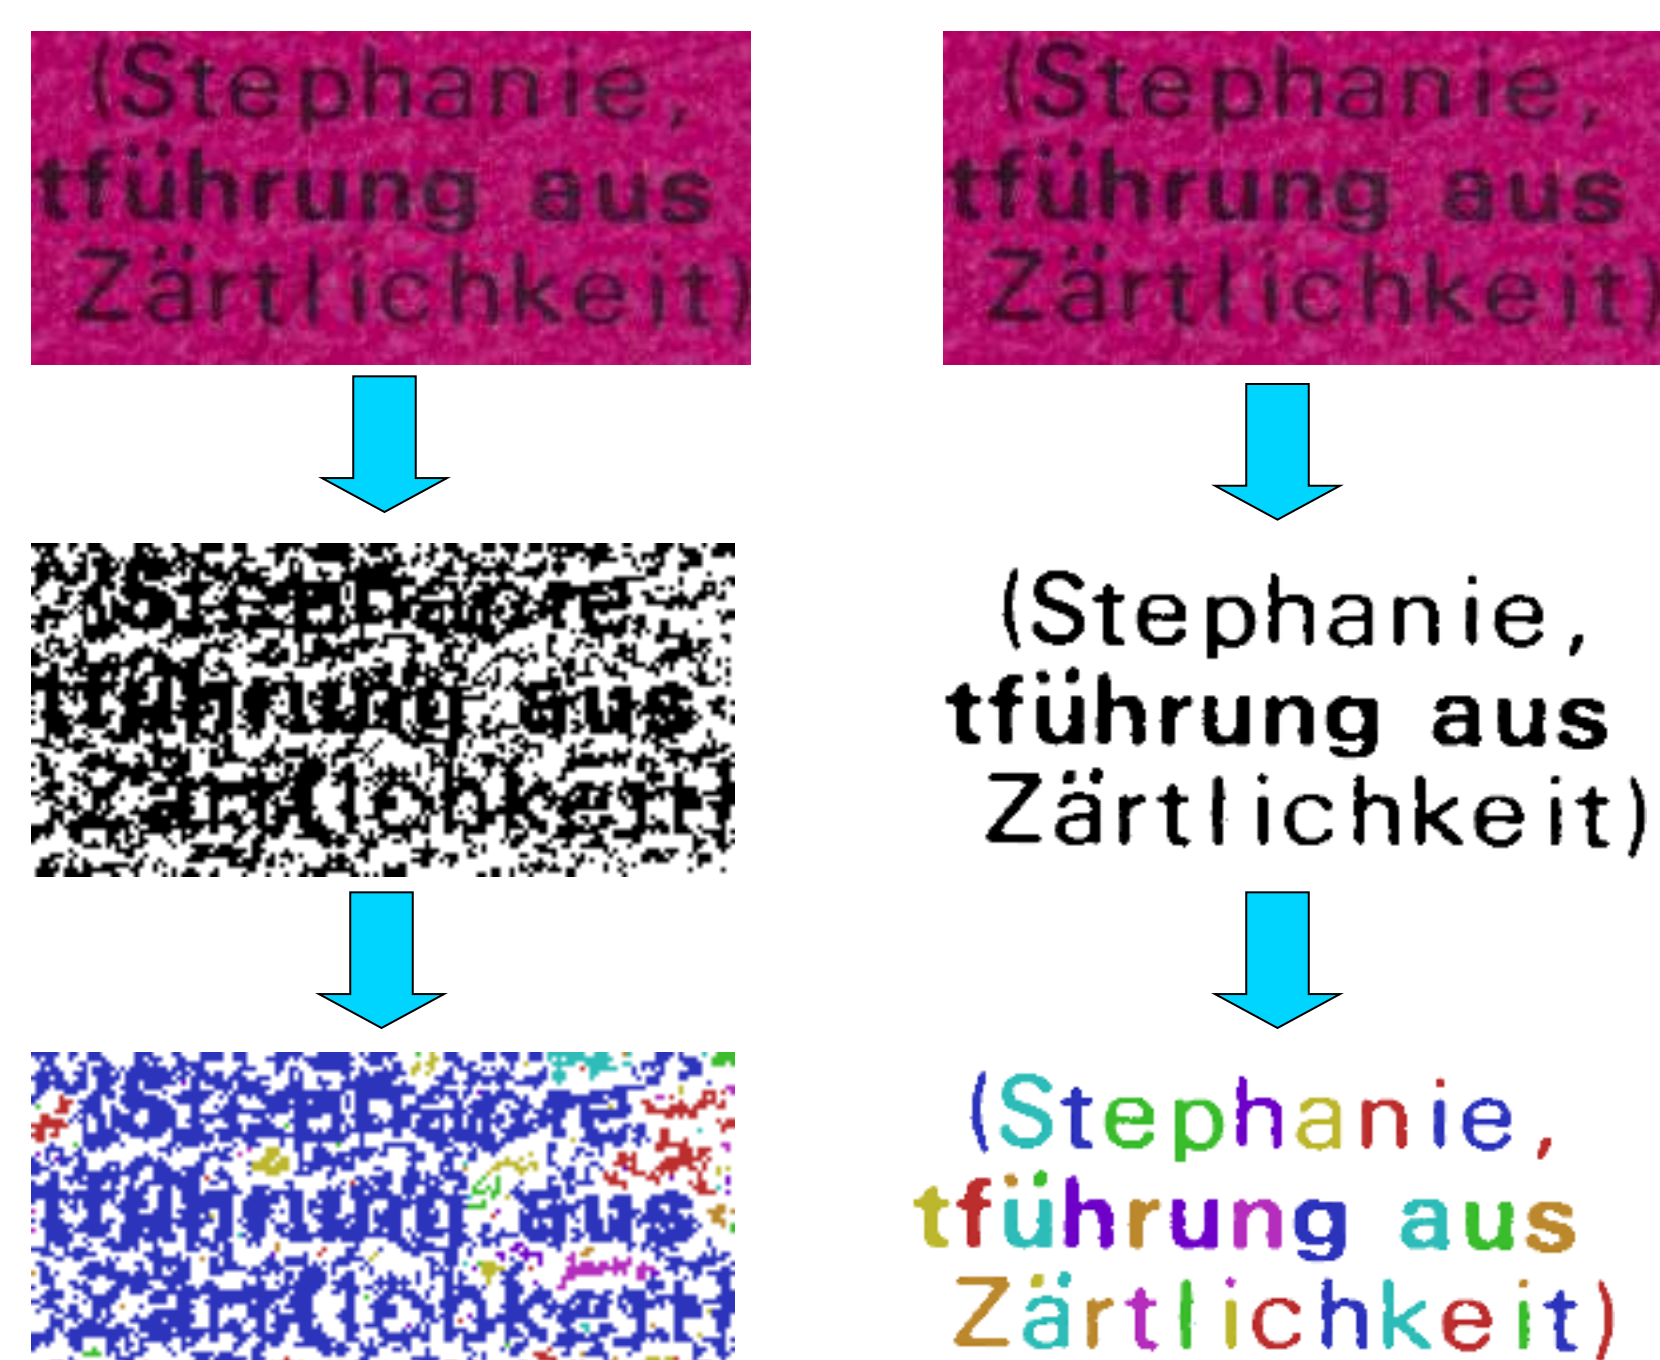 (Stephanie,
tführung aus
Zärtlichkeit)
(Stephanie,
tführung aus
Zärtlichkeit)
(Stephanie,
tführung aus
Zärtlichkeit)
(Stephanie,
tführung aus
Zärtlichkeit)